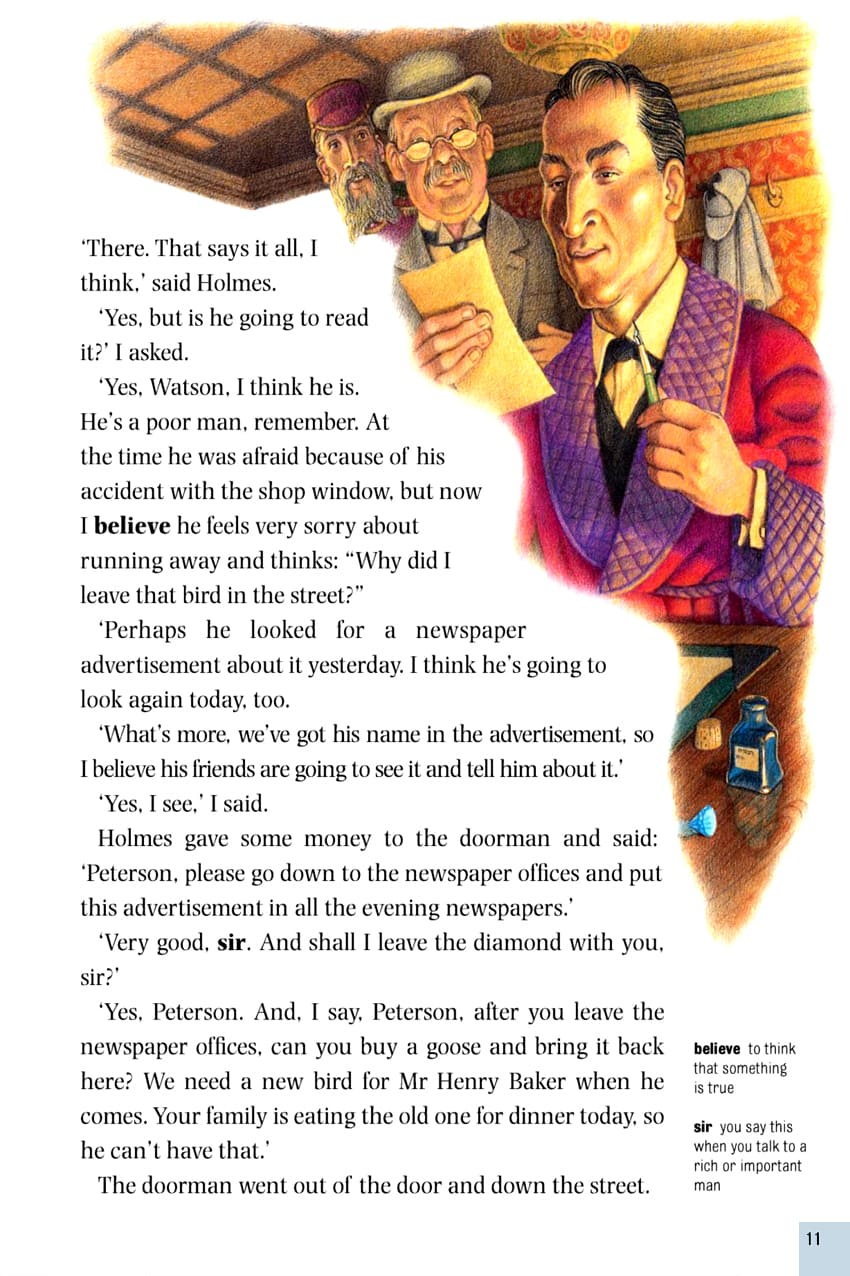 ‘There. That says it all, I
think,’ said Holmes.
‘Yes, but is he going to read
it?’ I asked.
‘Yes, Watson, I think he is.
He’s a poor man, remember. At
the time he was afraid because of his
accident with the shop window, but now
I believe he feels very sorry about
running away and thinks: “Why did I
leave that bird in the street?”
‘Perhaps he looked for a newspaper
advertisement about it yesterday. I think he’s going to
look again today, too.
‘What’s more, we’ve got his name in the advertisement, so
I believe his friends are going to see it and tell him about it.’
‘Yes, I see,’ I said.
Holmes gave some money to the doorman and said:
‘Peterson, please go down to the newspaper offices and put
this advertisement in all the evening newspapers.’
‘Very good, sir. And shall I leave the diamond with you,
sir?’
‘Yes, Peterson. And, I say, Peterson, after you leave the
newspaper offices, can you buy a goose and bring it back
here? We need a new bird for Mr Henry Baker when he
comes. Your family is eating the old one for dinner today, so
he can’t have that.’
The doorman went out of the door and down the street.
believe to think
that something
is true
sir you say this
when you talk to a
rich or important
man
11